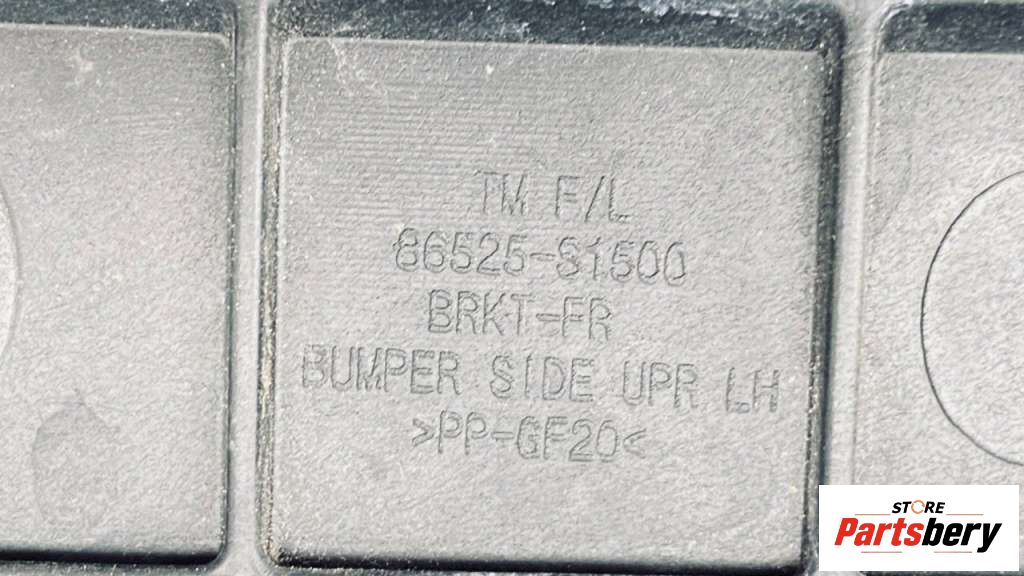 TM F/L
86525-S1500
BRKT-FR
BUMPER SIDE UPR LH
>PP-GF20<
STORE
Partsbery